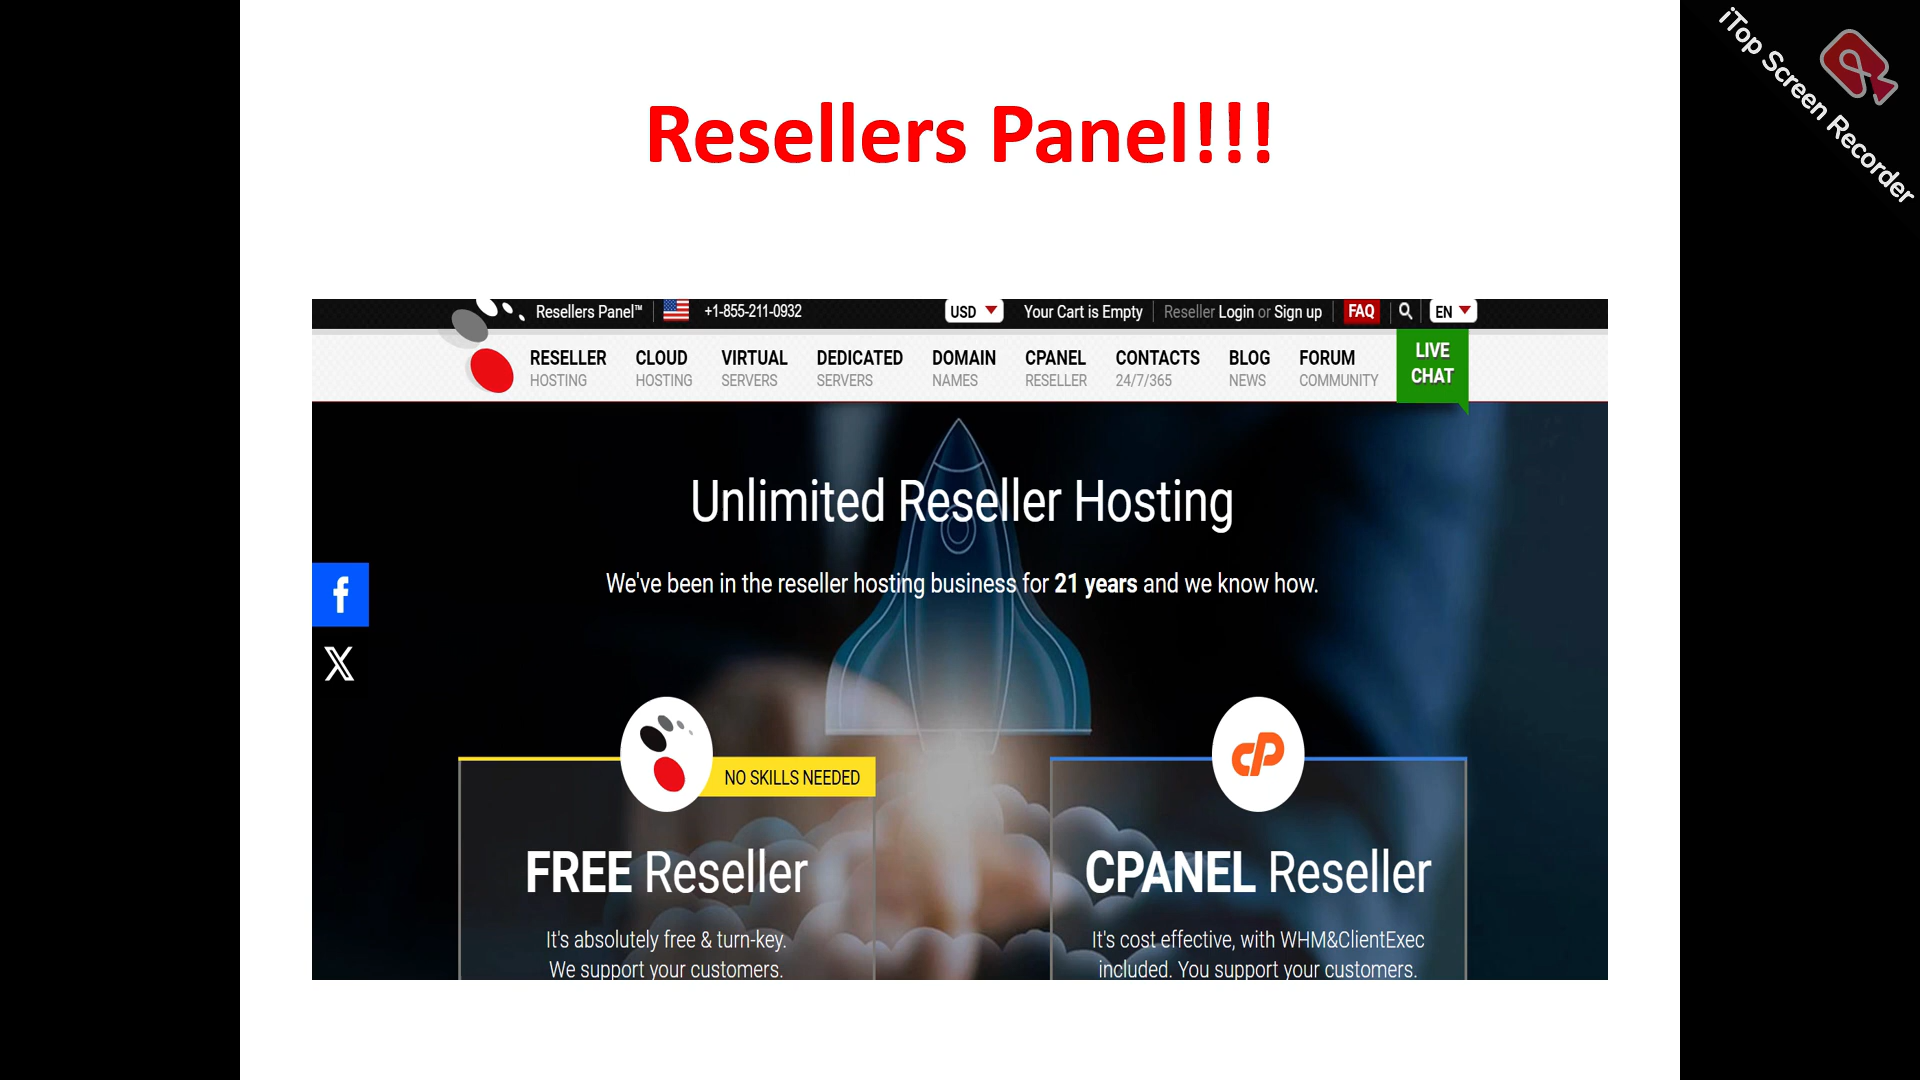 iTop Screen Recorder
Resellers Panel!!!
Resellers Panel™ +1-855-211-0932 USD Your Cart is Empty Reseller Login or Sign up FAQ EN
RESELLER CLOUD VIRTUAL DEDICATED DOMAIN CPANEL CONTACTS BLOG FORUM
HOSTING HOSTING SERVERS SERVERS NAMES RESELLER 24/7/365 NEWS COMMUNITY
LIVE
CHAT
Unlimited Reseller Hosting
We've been in the reseller hosting business for 21 years and we know how.
NO SKILLS NEEDED
FREE Reseller
It's absolutely free & turn-key.
We support your customers.
cP
CPANEL Reseller
It's cost effective, with WHM&ClientExec
included. You support your customers.